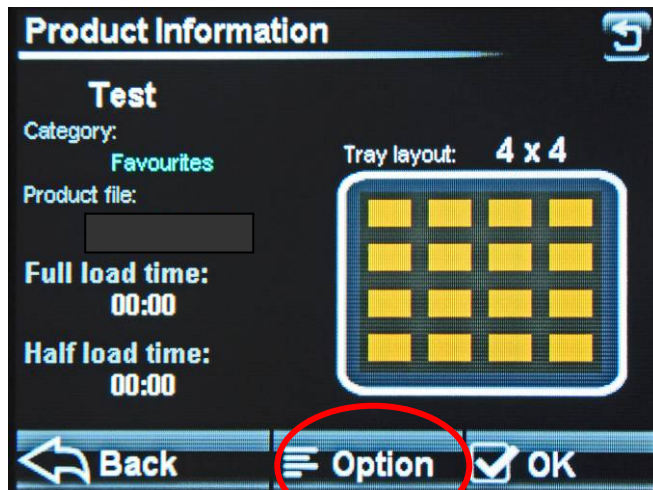 Product Information
Test
Category:
Favourites
Product file:
Full load time:
00:00
Half load time:
00:00
Tray layout: 4 x 4
Back
Option
OK